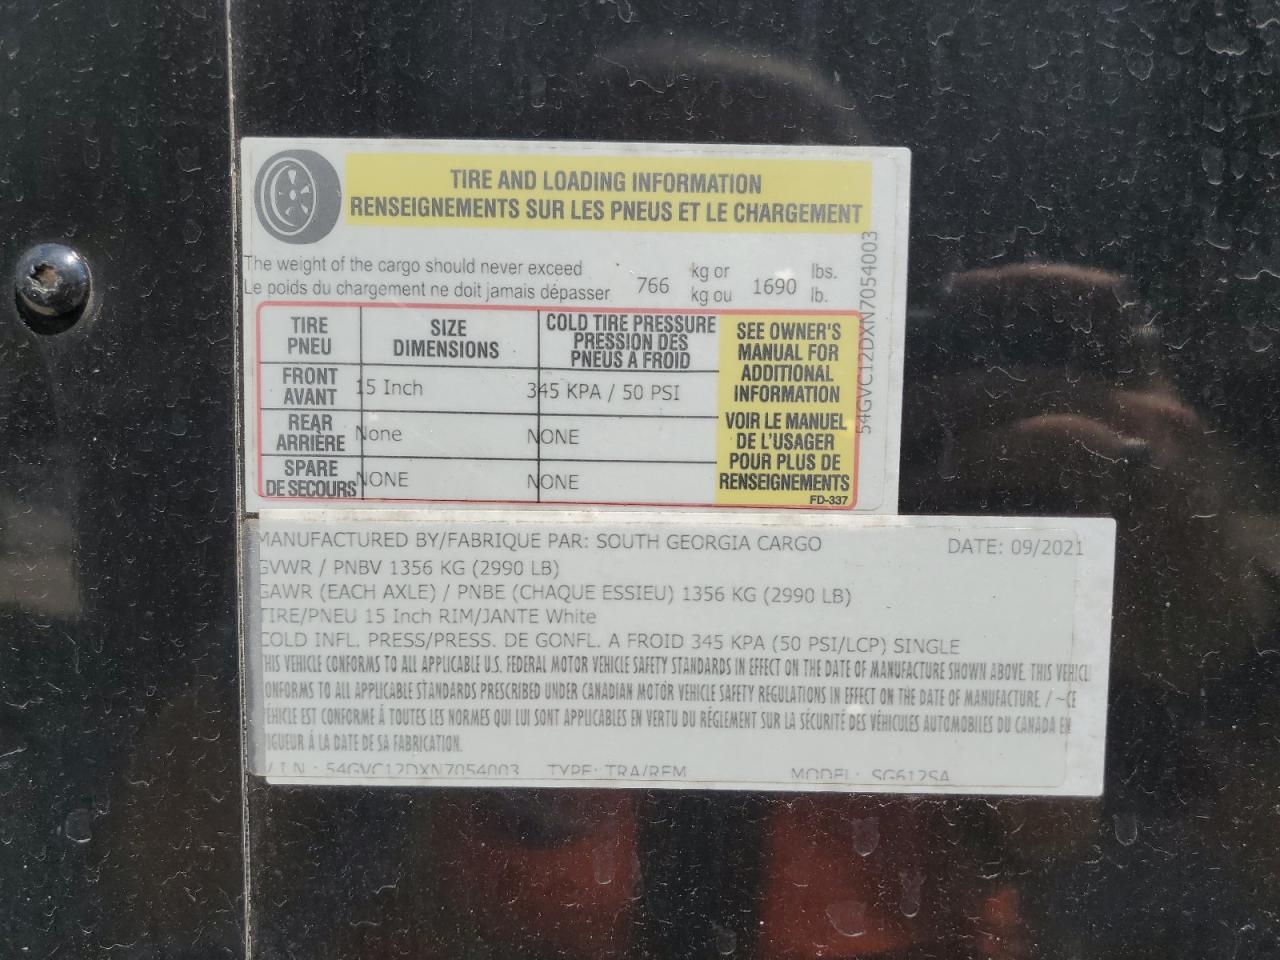 TIRE AND LOADING INFORMATION
RENSEIGNEMENTS SUR LES PNEUS ET LE CHARGEMENT
The weight of the cargo should never exceed 766 kg or 1690 lbs.
Le poids du chargement ne doit jamais dépasser kg ou lb.
54GVC12DXN7054003
TIRE PNEU
SIZE DIMENSIONS
COLD TIRE PRESSURE
PRESSION DES
PNEUS A FROID
FRONT AVANT 15 Inch 345 KPA / 50 PSI
REAR ARRIÈRE None NONE
SPARE DE SECOURS NONE NONE
SEE OWNER'S
MANUAL FOR
ADDITIONAL
INFORMATION
VOIR LE MANUEL
DE L'USAGER
POUR PLUS DE
RENSEIGNEMENTS
FD-337
MANUFACTURED BY/FABRIQUE PAR: SOUTH GEORGIA CARGO DATE: 09/2021
GVWR / PNBV 1356 KG (2990 LB)
GAWR (EACH AXLE) / PNBE (CHAQUE ESSIEU) 1356 KG (2990 LB)
TIRE/PNEU 15 Inch RIM/JANTE White
COLD INFL. PRESS/PRESS. DE GONFL. A FROID 345 KPA (50 PSI/LCP) SINGLE
THIS VEHICLE CONFORMS TO ALL APPLICABLE U.S. FEDERAL MOTOR VEHICLE SAFETY STANDARDS IN EFFECT ON THE DATE OF MANUFACTURE SHOWN ABOVE. THIS VEHICL
ONFORMS TO ALL APPLICABLE STANDARDS PRESCRIBED UNDER CANADIAN MOTOR VEHICLE SAFETY REGULATIONS IN EFFECT ON THE DATE OF MANUFACTURE / ~CE
EHICLE EST CONFORME À TOUTES LES NORMES QUI LUI SONT APPLICABLES EN VERTU DU RÉGLEMENT SUR LA SÉCURITÉ DES VÉHICULES AUTOMOBILES DU CANADA EN
IGUEUR À LA DATE DE SA FABRICATION.
V.I.N.: 54GVC12DXN7054003 TYPE: TRA/REM MODEL: SG612SA